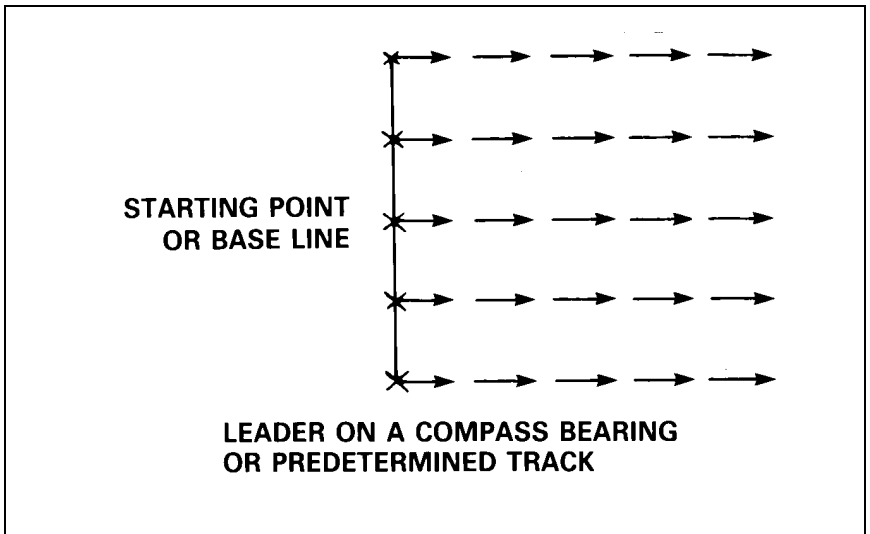 STARTING POINT
OR BASE LINE
LEADER ON A COMPASS BEARING
OR PREDETERMINED TRACK